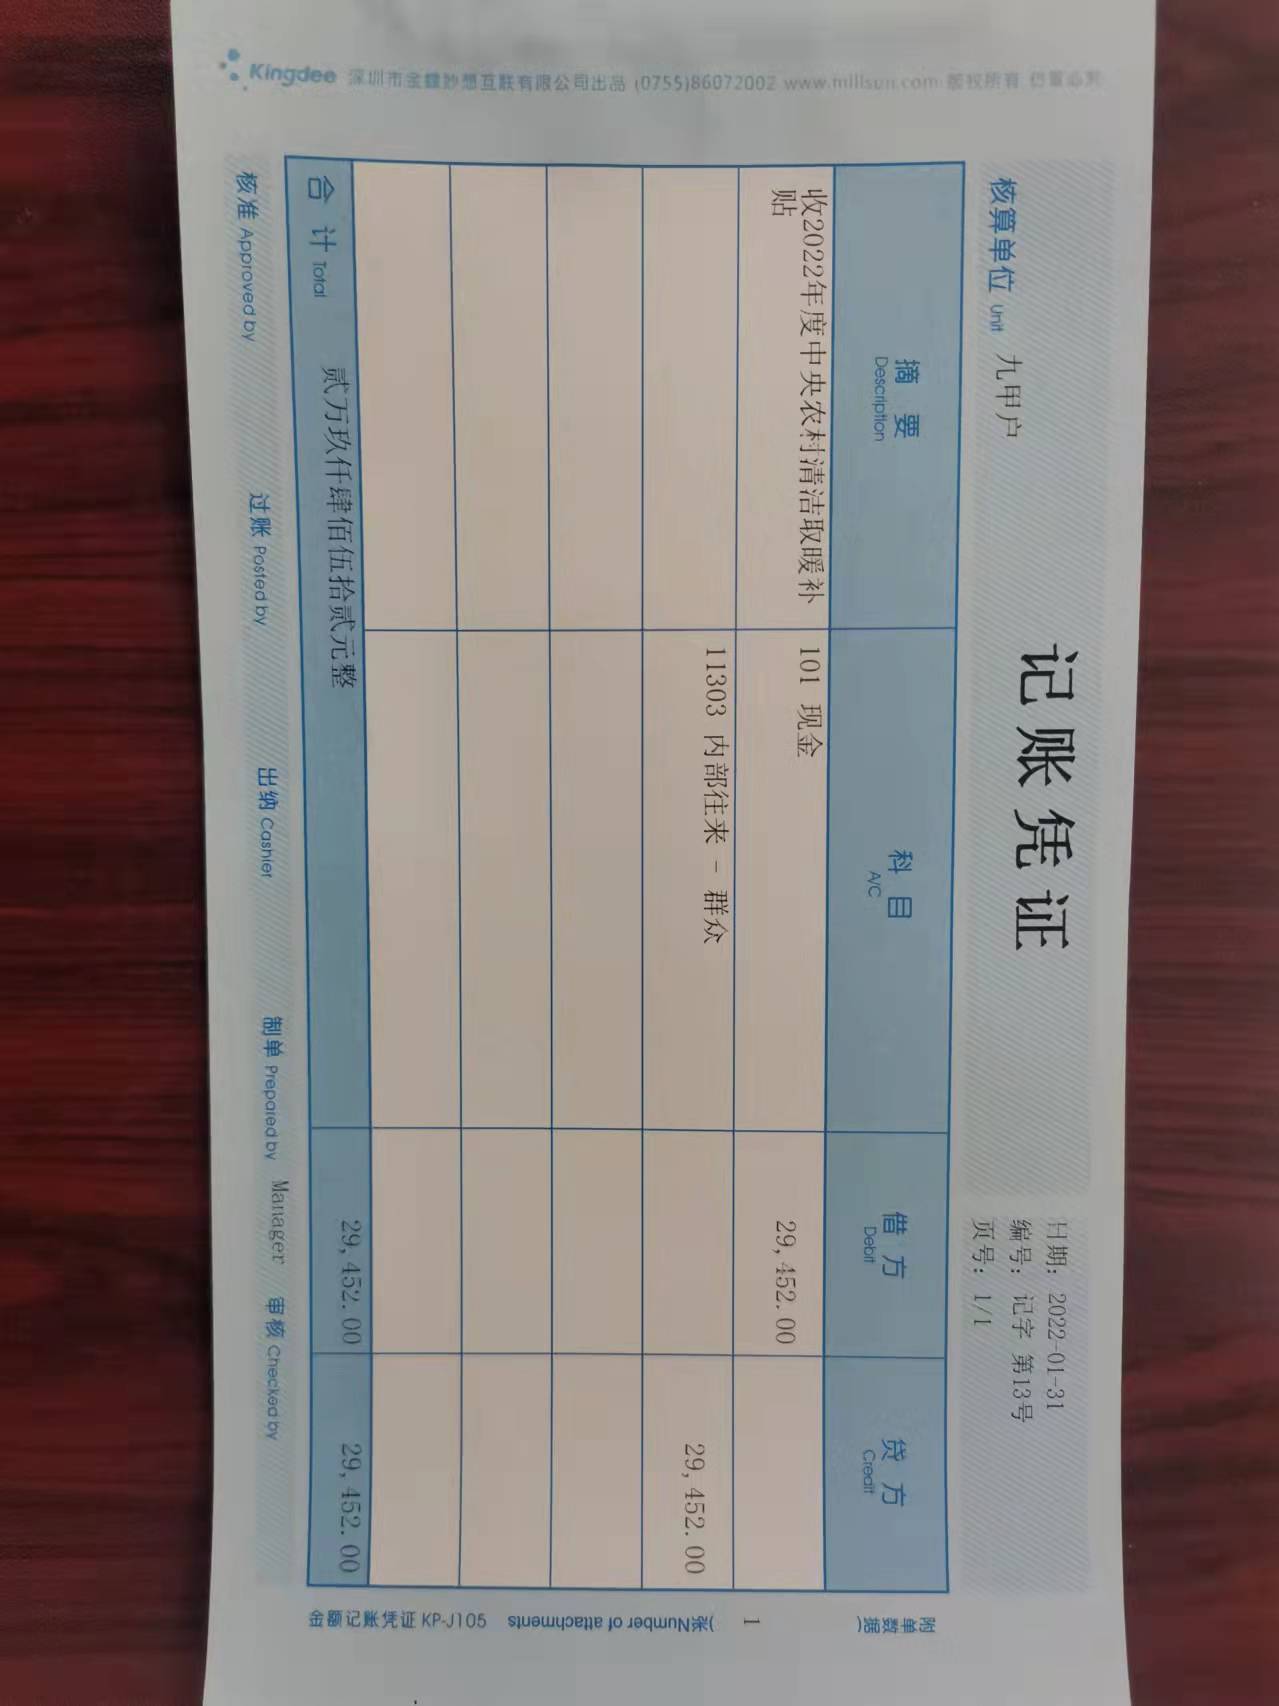 记账凭证
日期: 2022-01-31
编号: 记字 第13号
核算单位 Unit 九甲户
页号: 1/1
摘要 Description 科目 A/C 借方 Debit 贷方 Credit
收2022年度中央农村清洁取暖补贴 101 现金 29,452.00
11303 内部往来 - 群众 29,452.00
合计 Total 贰万玖仟肆佰伍拾贰元整 29,452.00 29,452.00
核准 Approved by 过账 Posted by 出纳 Cashier 制单 Prepared by Manager 审核 Checked by
附单据数( 1 )张 Number of attachments
金额记账凭证 KP-J105
Kingdee 深圳市金蝶妙想互联有限公司出品 (0755)86072002 www.millsun.com 版权所有